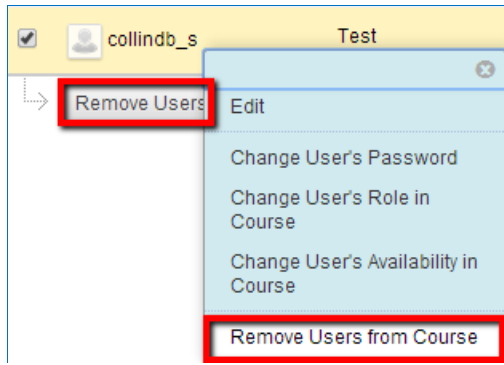 collindb_s Test
Remove Users
Edit
Change User's Password
Change User's Role in
Course
Change User's Availability in
Course
Remove Users from Course